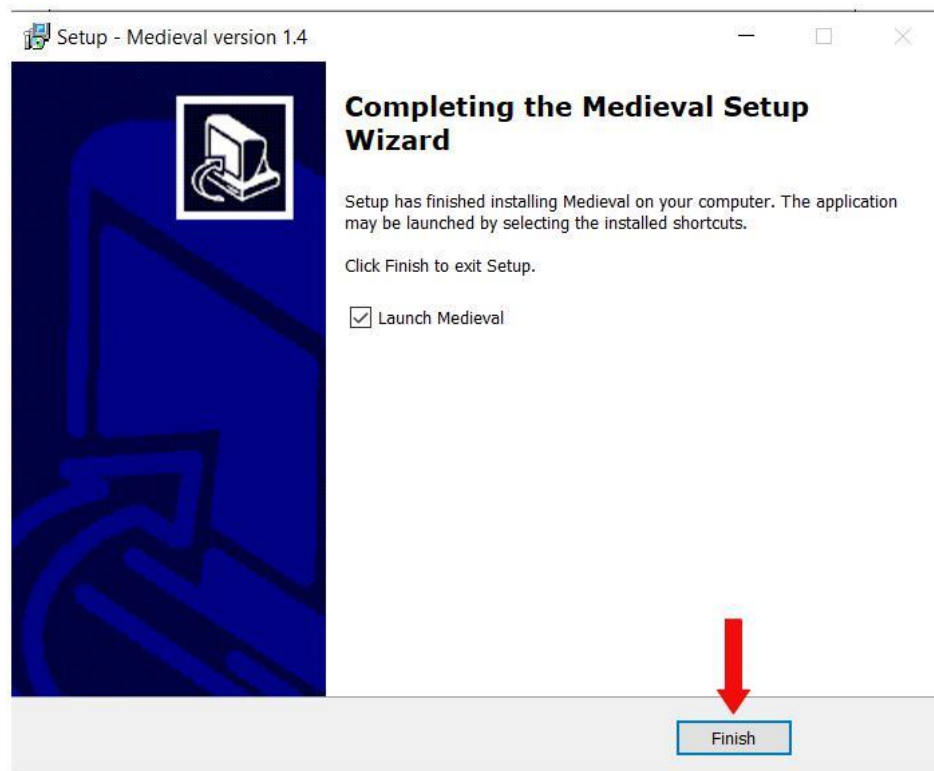 Setup - Medieval version 1.4
Completing the Medieval Setup
Wizard
Setup has finished installing Medieval on your computer. The application
may be launched by selecting the installed shortcuts.
Click Finish to exit Setup.
Launch Medieval
Finish